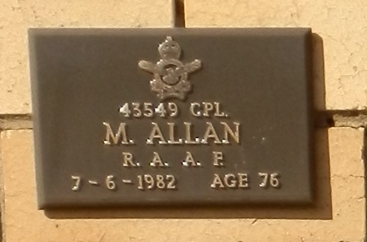 43549 CPL.
M. ALLAN
R. A. A. F.
7 - 6 - 1982 AGE 76